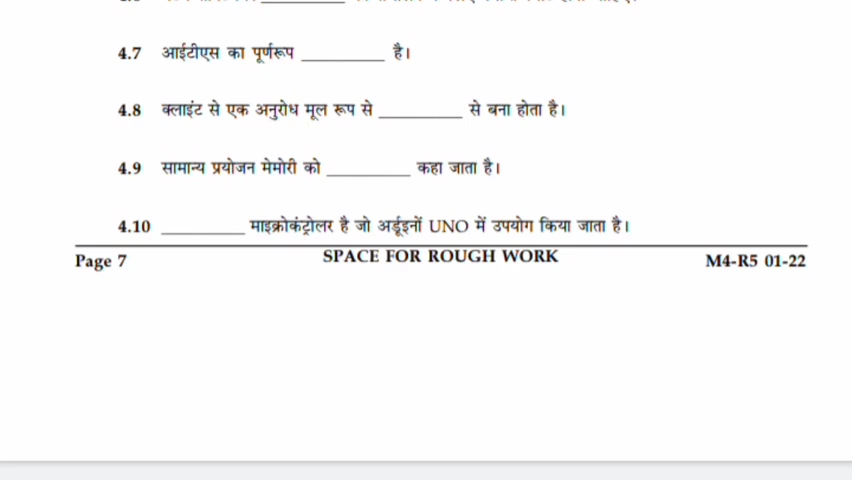 4.7 आईटीएस का पूर्णरूप __________ है।
4.8 क्लाइंट से एक अनुरोध मूल रूप से __________ से बना होता है।
4.9 सामान्य प्रयोजन मेमोरी को __________ कहा जाता है।
4.10 __________ माइक्रोकंट्रोलर है जो अर्डूइनों UNO में उपयोग किया जाता है।
Page 7 SPACE FOR ROUGH WORK M4-R5 01-22